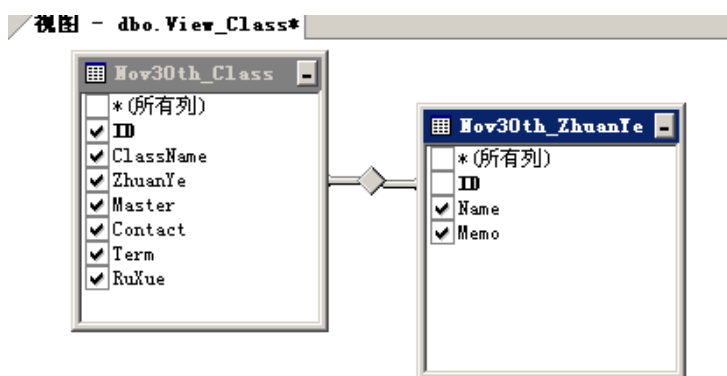 视图 - dbo.View_Class*
Nov30th_Class
* (所有列)
ID
ClassName
ZhuanYe
Master
Contact
Term
RuXue
Nov30th_ZhuanYe
* (所有列)
ID
Name
Memo